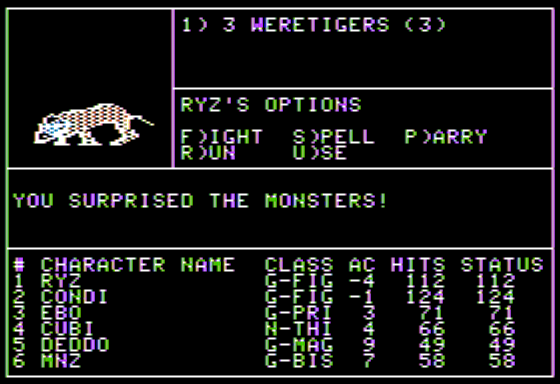 1) 3 WERETIGERS (3)
RYZ'S OPTIONS
F)IGHT S)PELL P)ARRY
R)UN U)SE
YOU SURPRISED THE MONSTERS!
# CHARACTER NAME CLASS AC HITS STATUS
1 RYZ G-FIG -4 112 112
2 CONDI G-FIG -1 124 124
3 EBO G-PRI 3 71 71
4 CUBI N-THI 4 66 66
5 DEDDO G-MAG 9 49 49
6 MNZ G-BIS 7 58 58